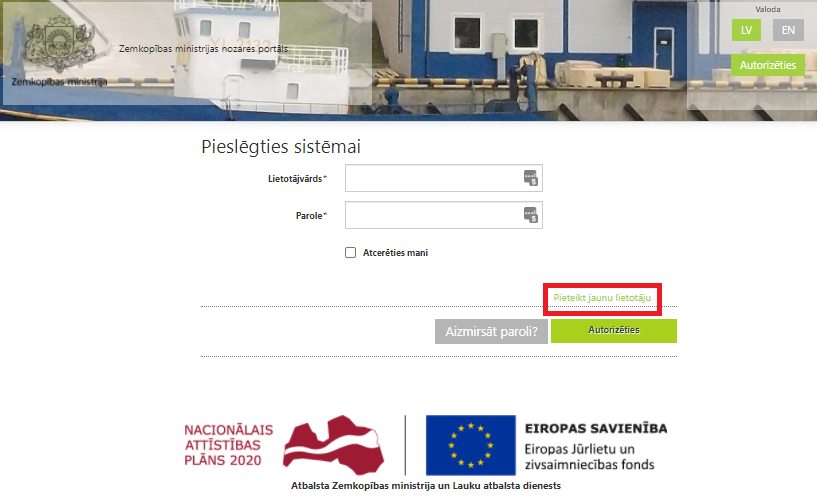 Valoda
LV EN
Autorizēties
Zemkopības ministrijas nozares portāls
Zemkopības ministrija
Pieslēgties sistēmai
Lietotājvārds*
Parole*
Atcerēties mani
Pieteikt jaunu lietotāju
Aizmirsāt paroli?
Autorizēties
NACIONĀLAIS
ATTĪSTĪBAS
PLĀNS 2020
EIROPAS SAVIENĪBA
Eiropas Jūrlietu un
zivsaimniecības fonds
Atbalsta Zemkopības ministrija un Lauku atbalsta dienests